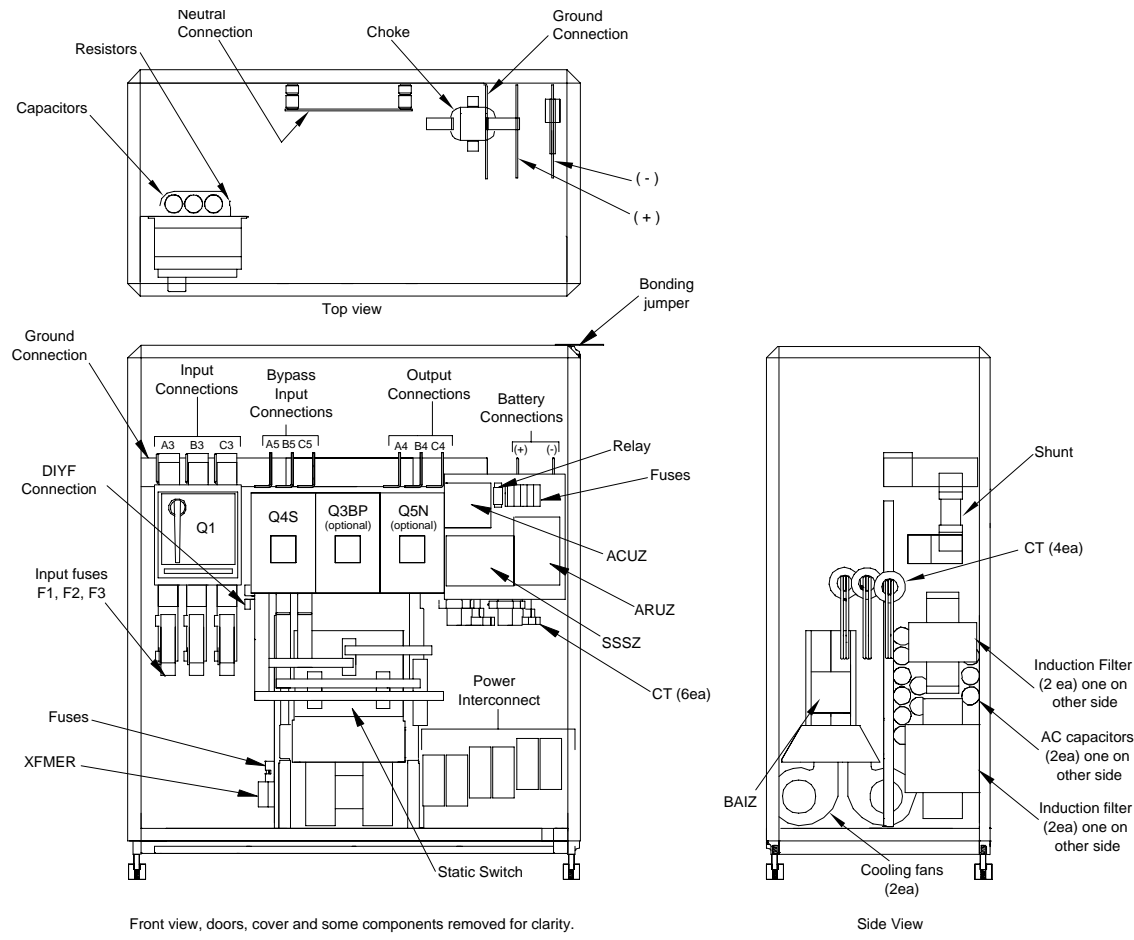 Neutral
Connection
Resistors
Capacitors
Choke
Ground
Connection
( - )
( + )
Top view
Bonding
jumper
Ground
Connection
Input
Connections
Bypass
Input
Connections
Output
Connections
Battery
Connections
A3 B3 C3
A5 B5 C5
A4 B4 C4
(+) (-)
Relay
Fuses
DIYF
Connection
Q1
Q4S
Q3BP
(optional)
Q5N
(optional)
ACUZ
Input fuses
F1, F2, F3
ARUZ
SSSZ
CT (6ea)
Power
Interconnect
Fuses
XFMER
Static Switch
Front view, doors, cover and some components removed for clarity.
Shunt
CT (4ea)
Induction Filter
(2 ea) one on
other side
AC capacitors
(2ea) one on
other side
BAIZ
Induction filter
(2ea) one on
other side
Cooling fans
(2ea)
Side View